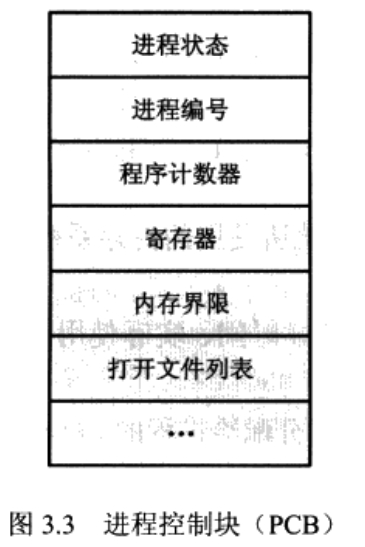 进程状态
进程编号
程序计数器
寄存器
内存界限
打开文件列表
...
图 3.3 进程控制块（PCB）